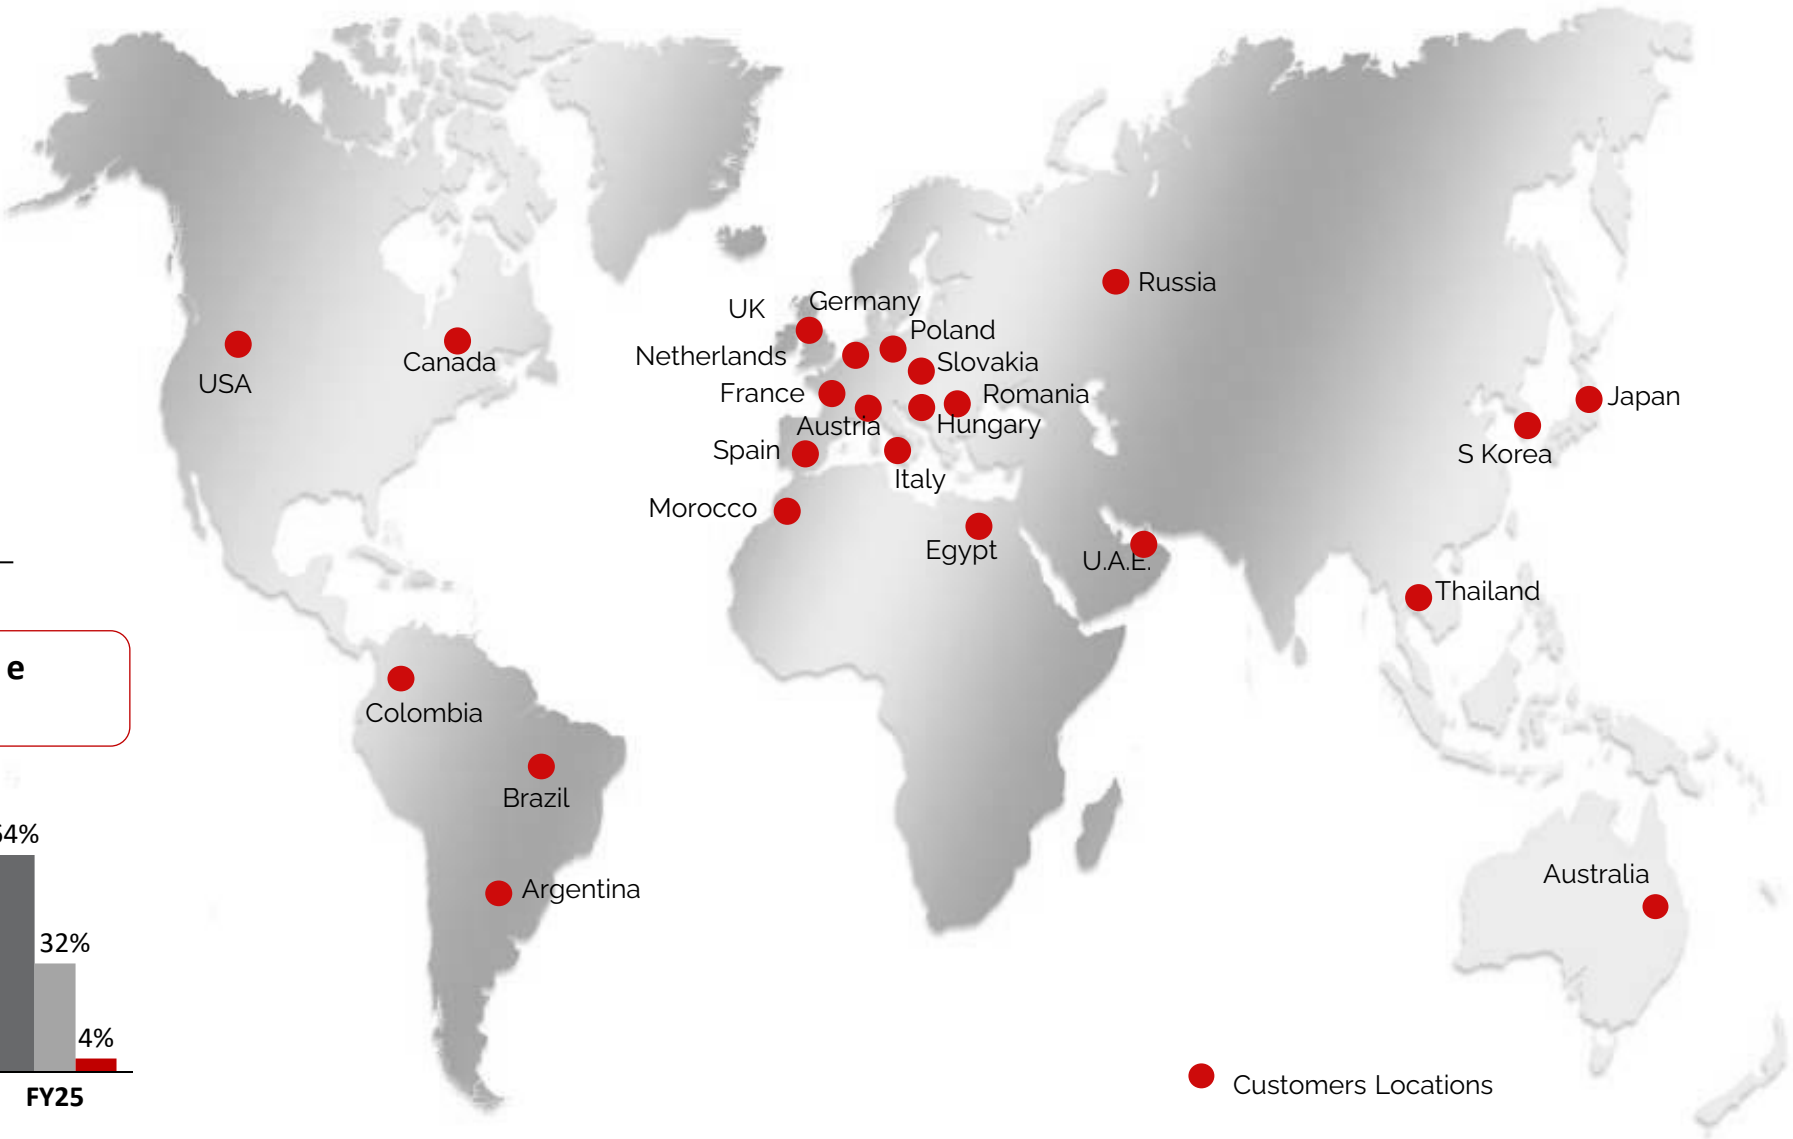 Russia
UK
Germany
Poland
Netherlands
Slovakia
USA
Canada
France
Romania
Japan
Austria
Hungary
Spain
S Korea
Italy
Morocco
Egypt
U.A.E.
Thailand
e
Colombia
Brazil
Argentina
Australia
64%
32%
4%
FY25
Customers Locations